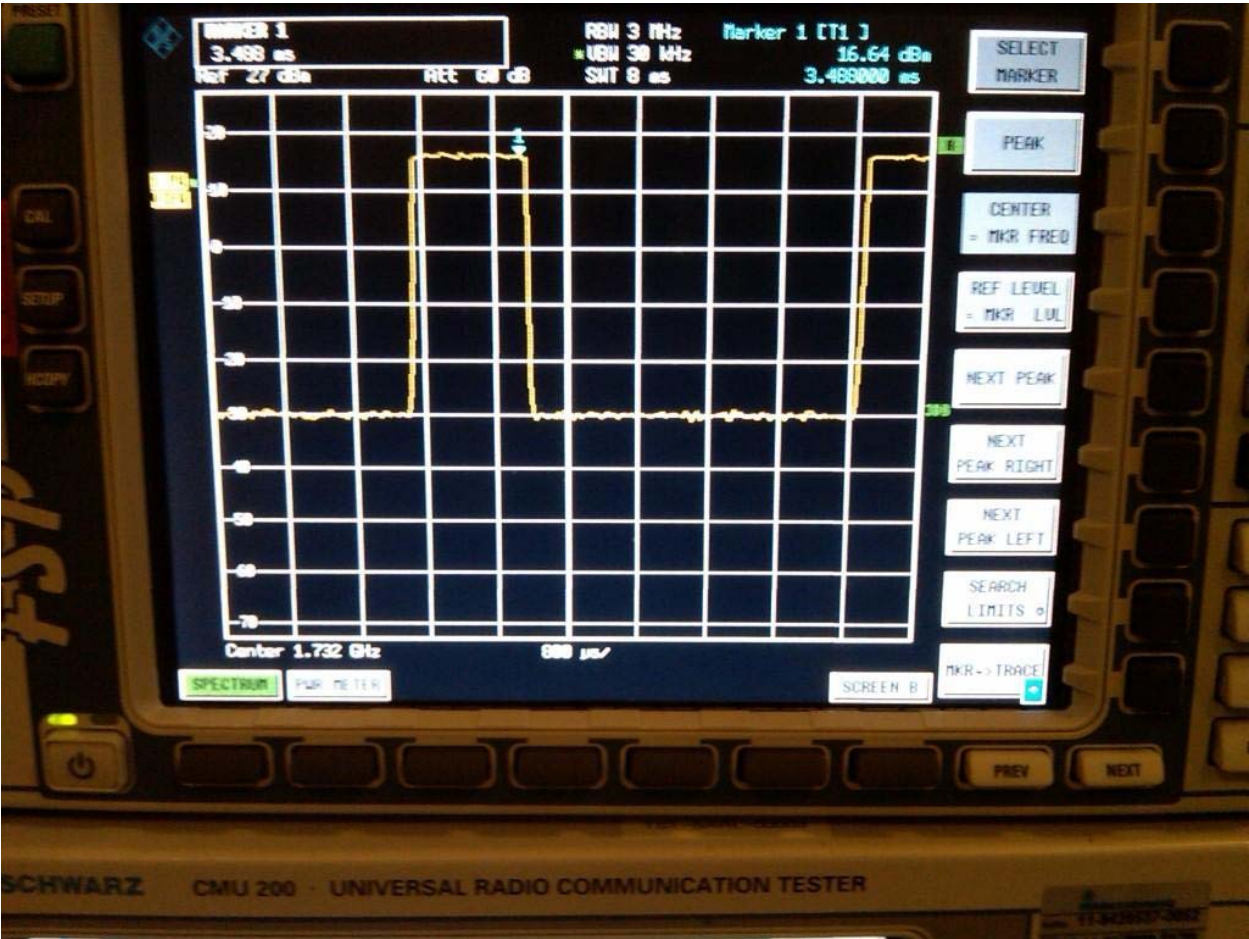 PRESET
MARKER 1
3.488 ms
Ref 27 dBm
Att 60 dB
RBW 3 MHz
*VBW 30 kHz
SWT 8 ms
Marker 1 [T1 ]
16.64 dBm
3.488000 ms
SELECT
MARKER
PEAK
CENTER
= MKR FREQ
REF LEVEL
= MKR LVL
NEXT PEAK
NEXT
PEAK RIGHT
NEXT
PEAK LEFT
SEARCH
LIMITS
MKR->TRACE
1
20
10
0
-10
-20
-30
-40
-50
-60
-70
CAL
SETUP
HCOPY
FSP
Center 1.732 GHz
800 µs/
SPECTRUM
PWR METER
SCREEN B
PREV
NEXT
SCHWARZ
CMU 200 · UNIVERSAL RADIO COMMUNICATION TESTER